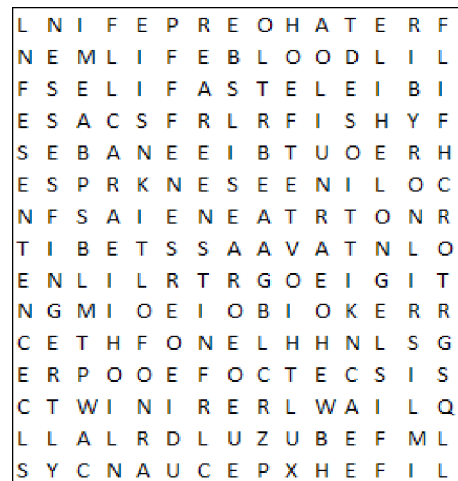 L N I F E P R E O H A T E R F
N E M L I F E B L O O D L I L
F S E L I F A S T E L E I B I
E S A C S F R L R F I S H Y F
S E B A N E E I B T U O E R H
E S P R K N E S E E N I L O C
N F S A I E N E A T R T O N R
T I B E T S S A A V A T N L O
E N L I L R T R G O E I G I T
N G M I O E I O B I O K E R R
C E T H F O N E L H H N L S G
E R P O O E F O C T E C S I S
C T W I N I R E R L W A I L Q
L L A L R D L U Z U B E F M L
S Y C N A U C E P X H E F I L